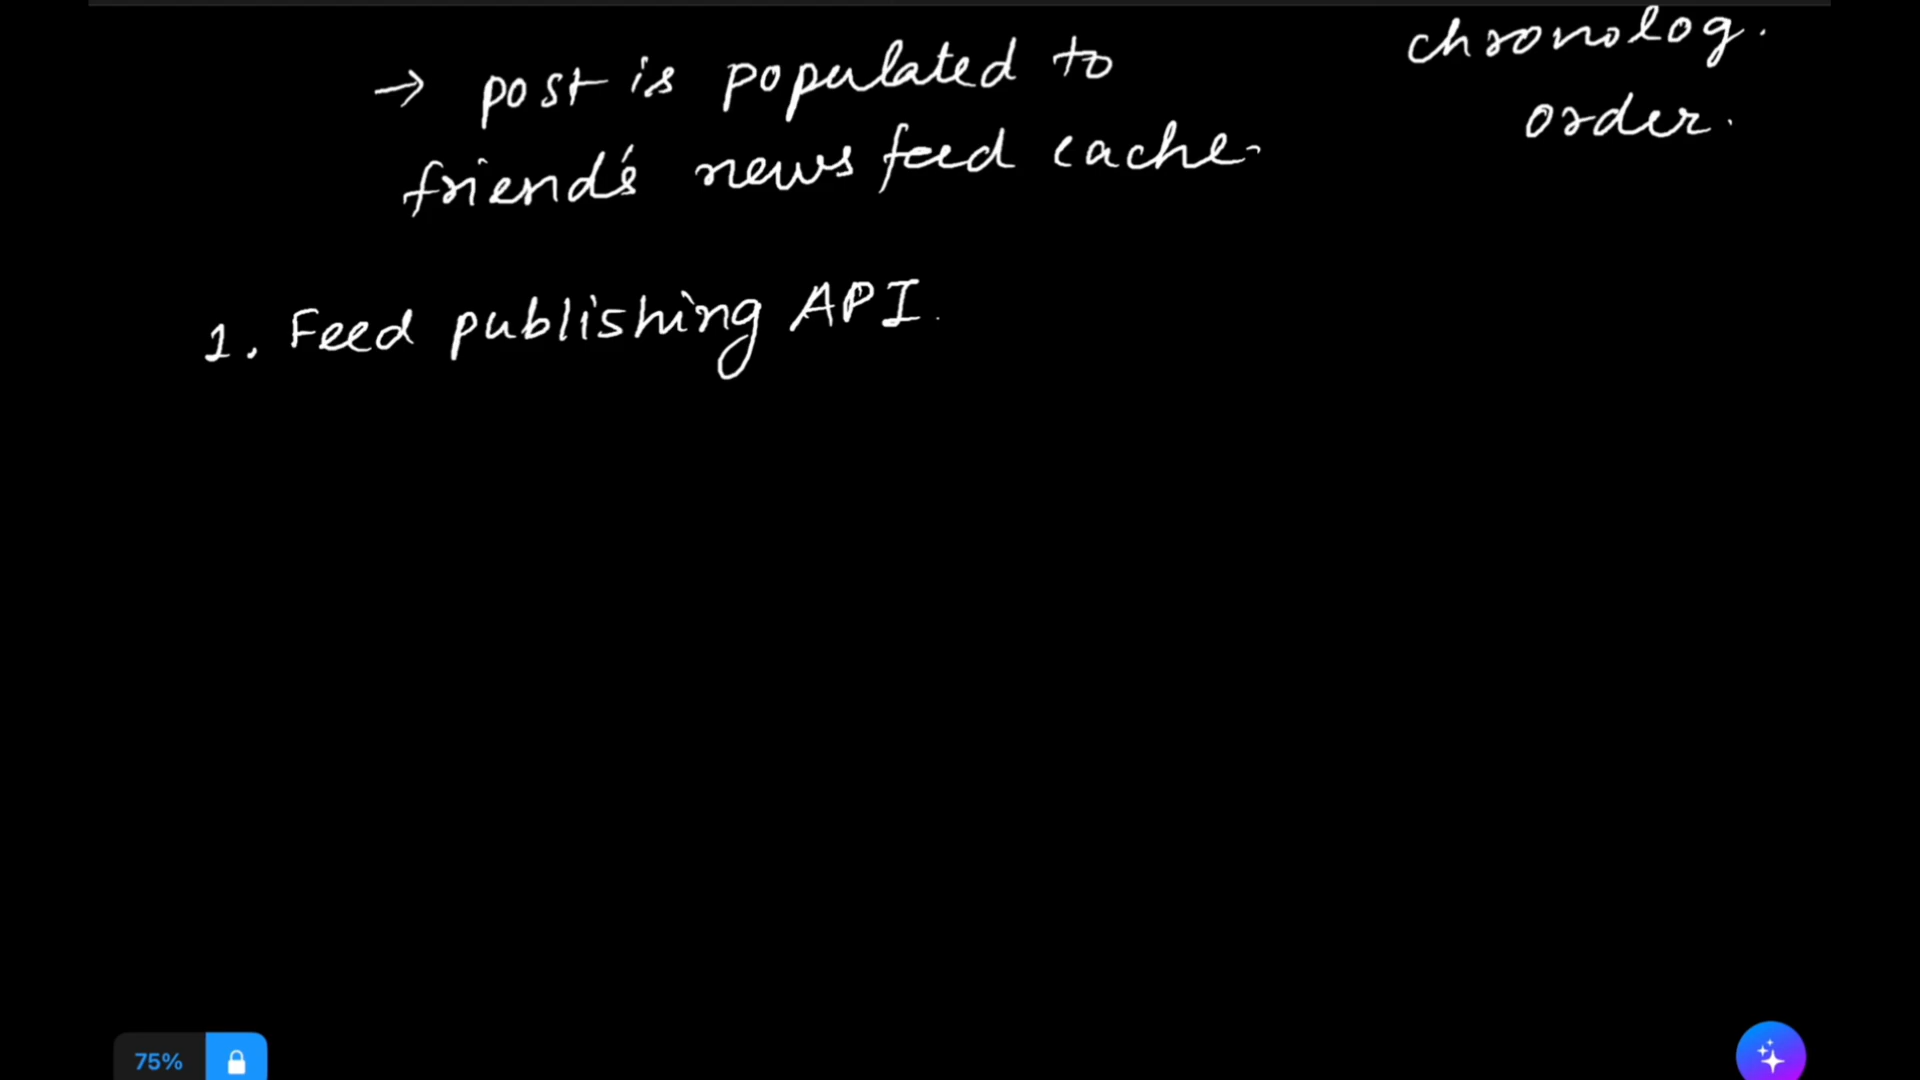 → post is populated to
friend's news feed cache.
chronolog.
order.
1. Feed publishing API.
75%